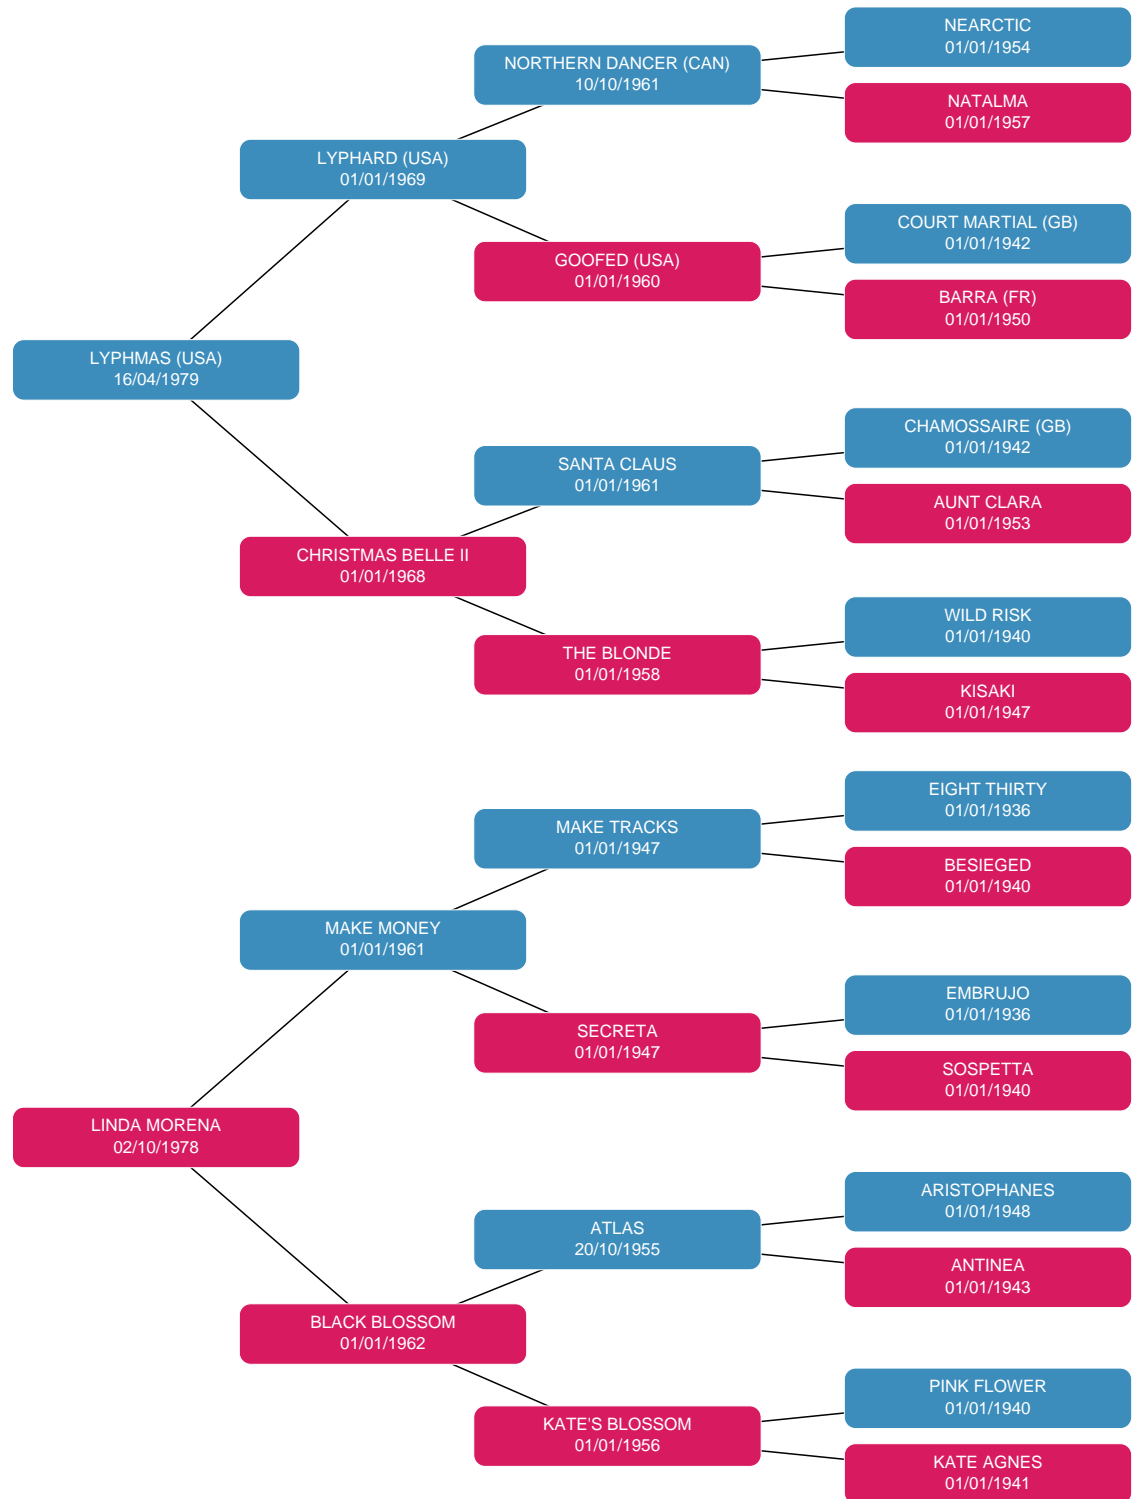 NEARCTIC
01/01/1954
NORTHERN DANCER (CAN)
10/10/1961
NATALMA
01/01/1957
LYPHARD (USA)
01/01/1969
COURT MARTIAL (GB)
01/01/1942
GOOFED (USA)
01/01/1960
BARRA (FR)
01/01/1950
LYPHMAS (USA)
16/04/1979
CHAMOSSAIRE (GB)
01/01/1942
SANTA CLAUS
01/01/1961
AUNT CLARA
01/01/1953
CHRISTMAS BELLE II
01/01/1968
WILD RISK
01/01/1940
THE BLONDE
01/01/1958
KISAKI
01/01/1947
EIGHT THIRTY
01/01/1936
MAKE TRACKS
01/01/1947
BESIEGED
01/01/1940
MAKE MONEY
01/01/1961
EMBRUJO
01/01/1936
SECRETA
01/01/1947
SOSPETTA
01/01/1940
LINDA MORENA
02/10/1978
ARISTOPHANES
01/01/1948
ATLAS
20/10/1955
ANTINEA
01/01/1943
BLACK BLOSSOM
01/01/1962
PINK FLOWER
01/01/1940
KATE'S BLOSSOM
01/01/1956
KATE AGNES
01/01/1941